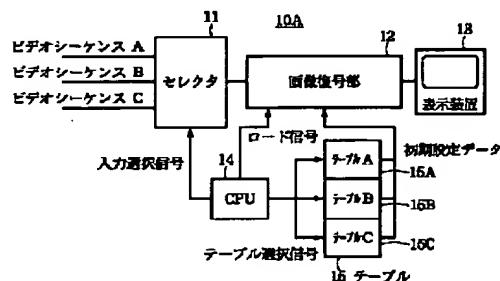 10A
11
12
13
ビデオシーケンス A
ビデオシーケンス B
ビデオシーケンス C
セレクタ
画像復号部
表示装置
入力選択信号
ロード信号
初期設定データ
14
CPU
テーブルA
15A
テーブルB
15B
テーブルC
15C
テーブル選択信号
15 テーブル